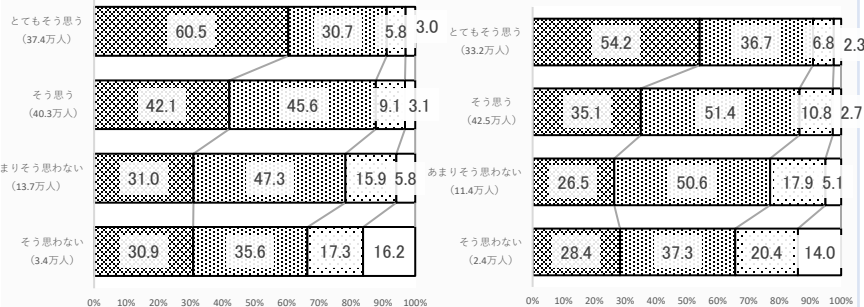 とてもそう思う
(37.4万人)
60.5 30.7 5.8 3.0
そう思う
(40.3万人)
42.1 45.6 9.1 3.1
まりそう思わない
(13.7万人)
31.0 47.3 15.9 5.8
そう思わない
(3.4万人)
30.9 35.6 17.3 16.2
0% 10% 20% 30% 40% 50% 60% 70% 80% 90% 100%
とてもそう思う
(33.2万人)
54.2 36.7 6.8 2.3
そう思う
(42.5万人)
35.1 51.4 10.8 2.7
あまりそう思わない
(11.4万人)
26.5 50.6 17.9 5.1
そう思わない
(2.4万人)
28.4 37.3 20.4 14.0
0% 10% 20% 30% 40% 50% 60% 70% 80% 90% 100%